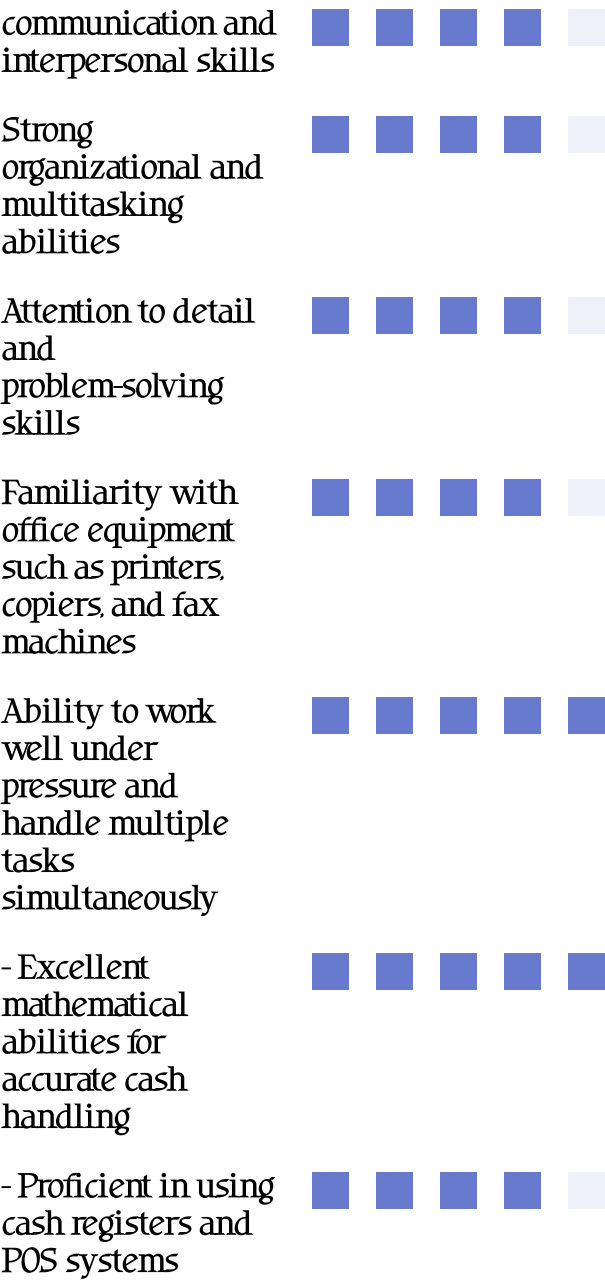 communication and
interpersonal skills
Strong
organizational and
multitasking
abilities
Attention to detail
and
problem-solving
skills
Familiarity with
office equipment
such as printers,
copiers, and fax
machines
Ability to work
well under
pressure and
handle multiple
tasks
simultaneously
- Excellent
mathematical
abilities for
accurate cash
handling
- Proficient in using
cash registers and
POS systems